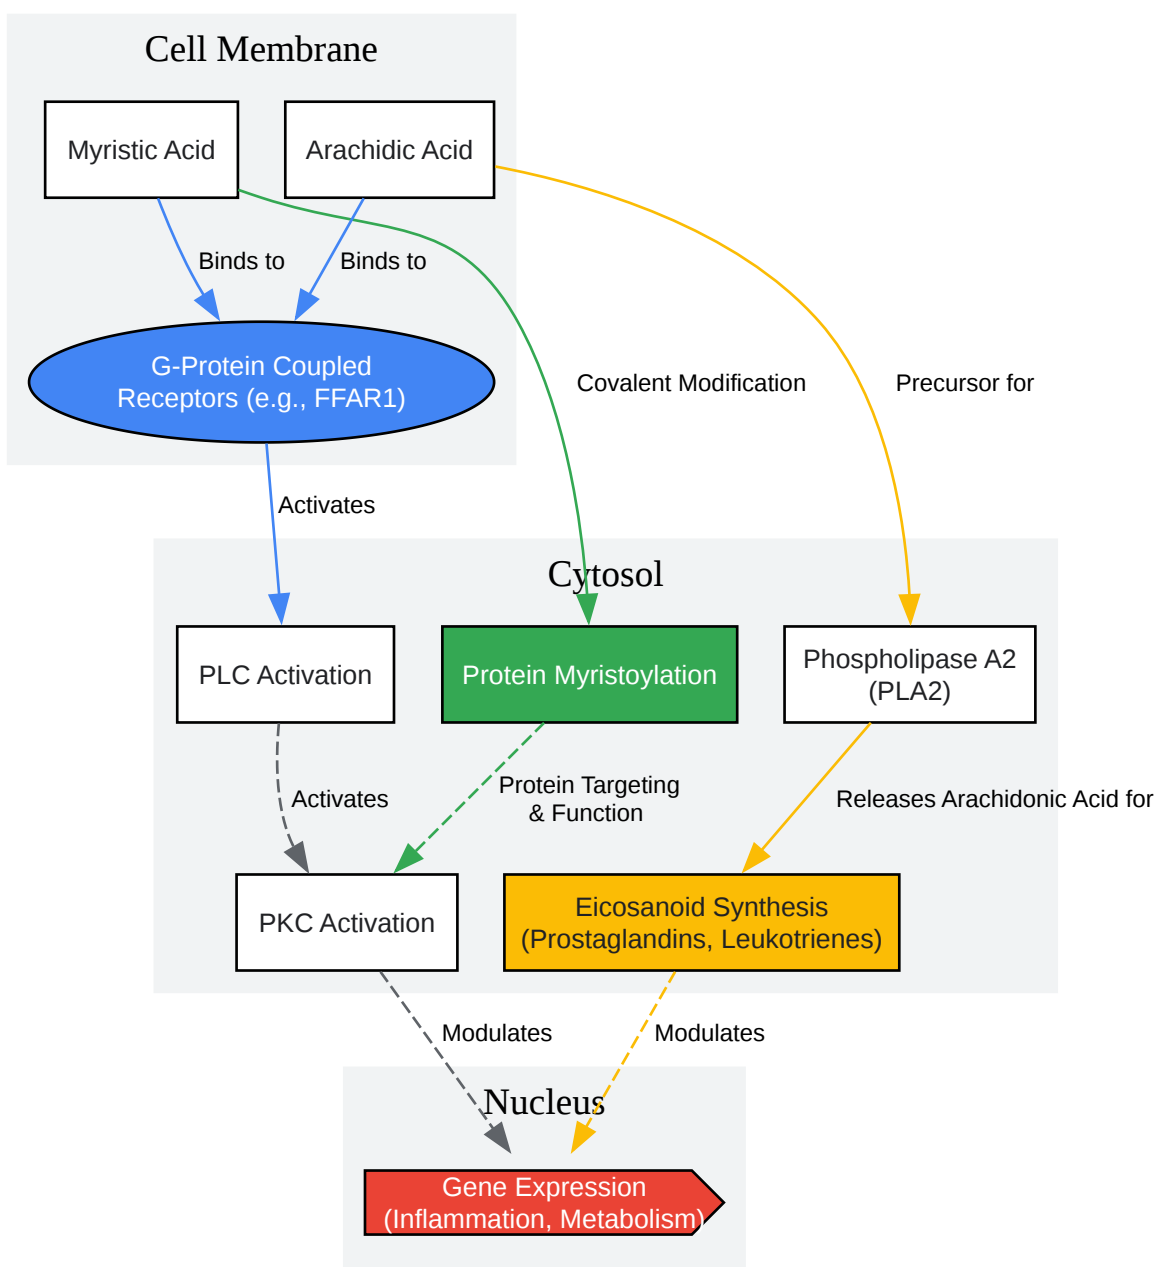 Cell Membrane
Myristic Acid
Arachidic Acid
Binds to
Binds to
G-Protein Coupled
Receptors (e.g., FFAR1)
Covalent Modification
Precursor for
Activates
Cytosol
PLC Activation
Protein Myristoylation
Phospholipase A2
(PLA2)
Activates
Protein Targeting
& Function
Releases Arachidonic Acid for
PKC Activation
Eicosanoid Synthesis
(Prostaglandins, Leukotrienes)
Modulates
Modulates
Nucleus
Gene Expression
(Inflammation, Metabolism)